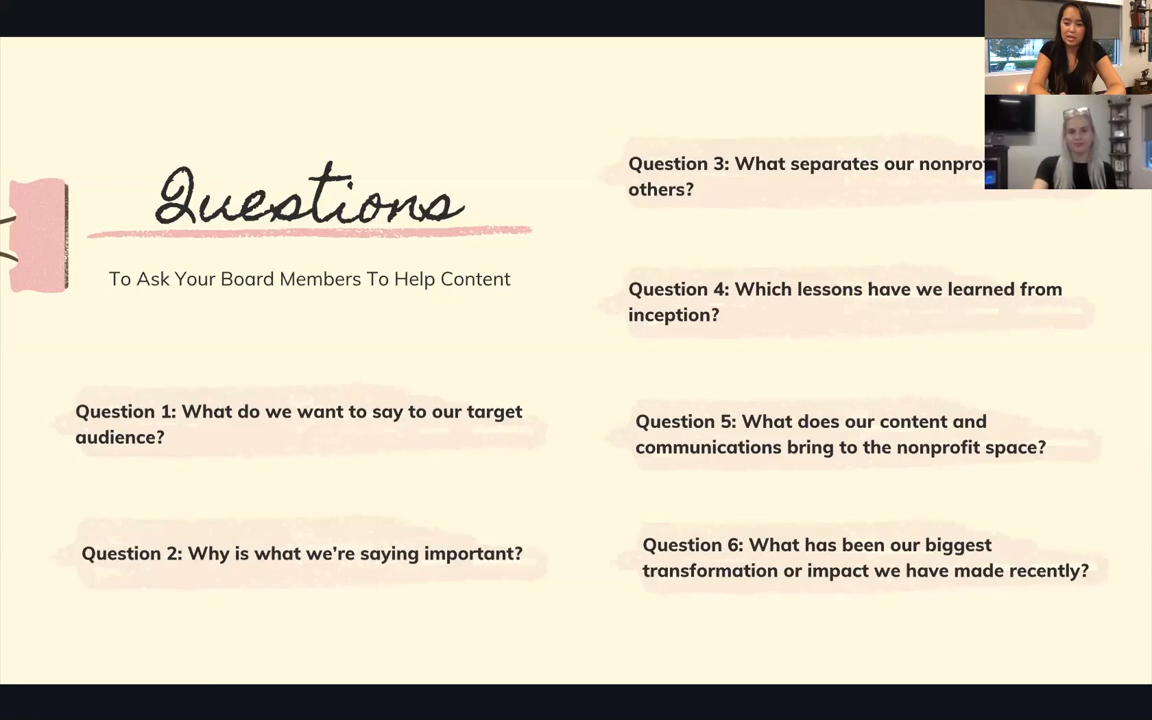 Questions
To Ask Your Board Members To Help Content
Question 1: What do we want to say to our target
audience?
Question 2: Why is what we’re saying important?
Question 3: What separates our
others?
Question 4: Which lessons have we learned from
inception?
Question 5: What does our content and
communications bring to the nonprofit space?
Question 6: What has been our biggest
transformation or impact we have made recently?